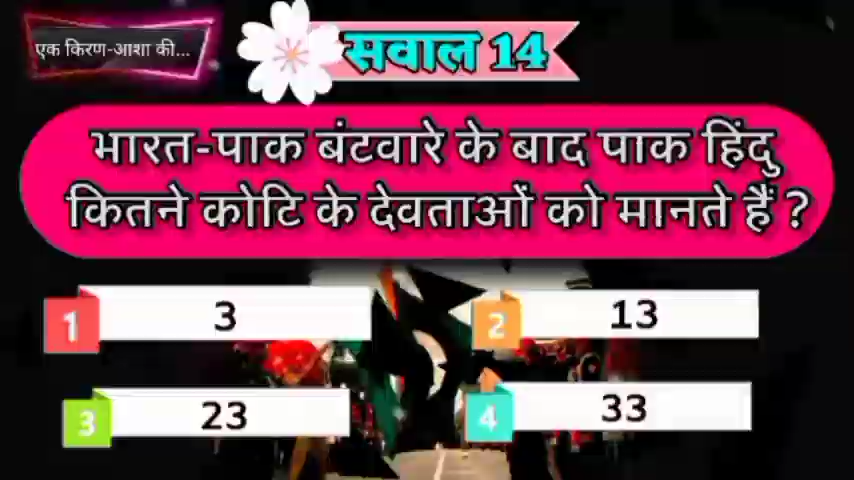 एक किरण-आशा की...
सवाल 14
भारत-पाक बंटवारे के बाद पाक हिंदु
कितने कोटि के देवताओं को मानते हैं ?
1 3
2 13
3 23
4 33